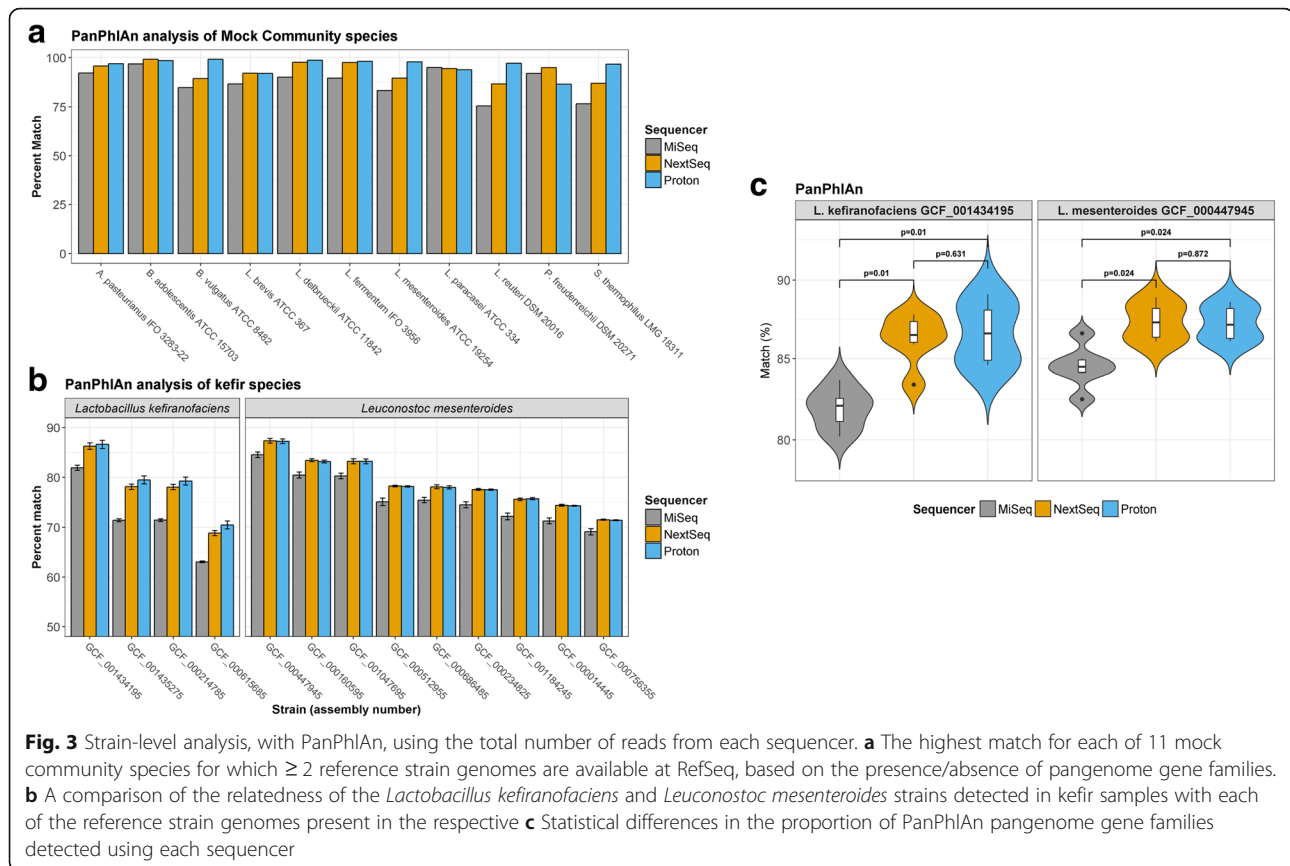 a
PanPhlAn analysis of Mock Community species
Percent Match
100
75
50
25
0
A. pasteurianus IFO 3283-22
B. adolescentis ATCC 15703
B. vulgatus ATCC 8482
L. brevis ATCC 367
L. delbrueckii ATCC 11842
L. fermentum IFO 3956
L. mesenteroides ATCC 19254
L. paracasei ATCC 334
L. reuteri DSM 20016
P. freudenreichii DSM 20271
S. thermophilus LMG 18311
Sequencer
MiSeq
NextSeq
Proton
b
PanPhlAn analysis of kefir species
Lactobacillus kefiranofaciens
Leuconostoc mesenteroides
Percent match
90
80
70
60
50
GCF_001434195
GCF_001435275
GCF_000214785
GCF_000615685
GCF_000447945
GCF_000160595
GCF_001047695
GCF_000512955
GCF_000686485
GCF_000234825
GCF_001184245
GCF_000014445
GCF_000756355
Strain (assembly number)
Sequencer
MiSeq
NextSeq
Proton
c
PanPhlAn
L. kefiranofaciens GCF_001434195
L. mesenteroides GCF_000447945
Match (%)
90
85
80
p=0.01
p=0.631
p=0.01
p=0.024
p=0.872
p=0.024
Sequencer MiSeq NextSeq Proton
Fig. 3 Strain-level analysis, with PanPhlAn, using the total number of reads from each sequencer. a The highest match for each of 11 mock
community species for which ≥ 2 reference strain genomes are available at RefSeq, based on the presence/absence of pangenome gene families.
b A comparison of the relatedness of the Lactobacillus kefiranofaciens and Leuconostoc mesenteroides strains detected in kefir samples with each
of the reference strain genomes present in the respective c Statistical differences in the proportion of PanPhlAn pangenome gene families
detected using each sequencer